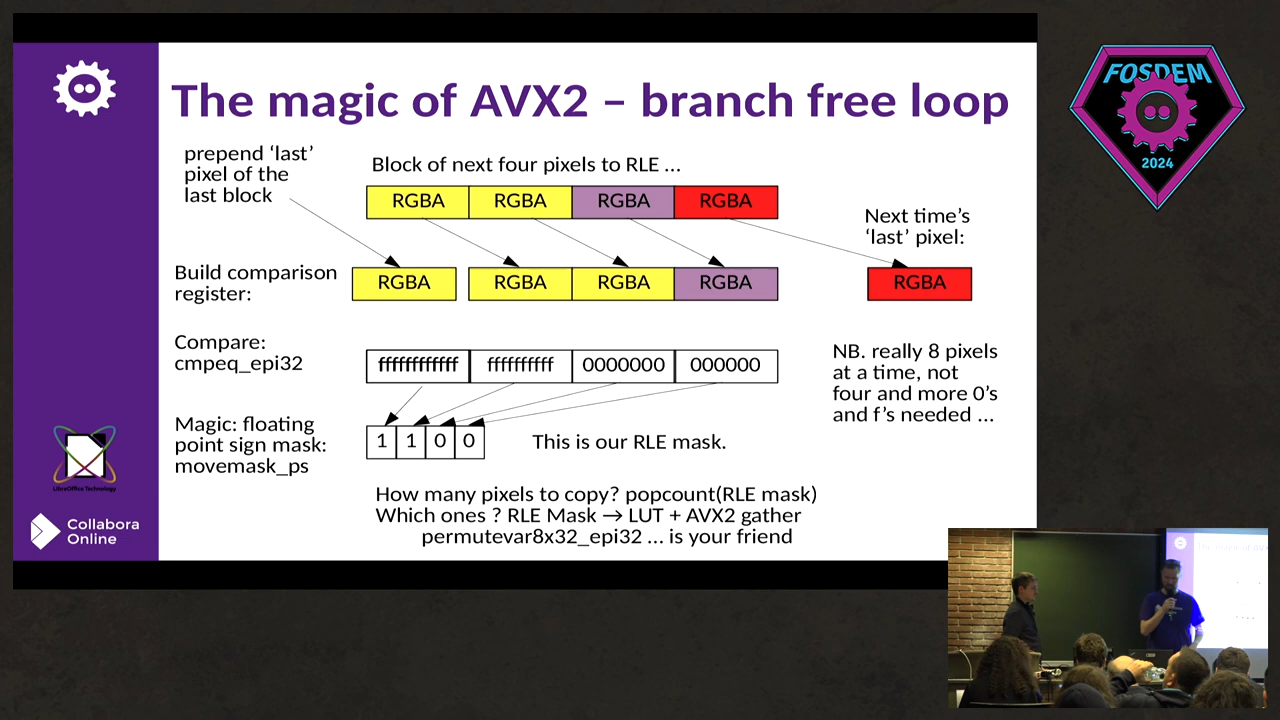 The magic of AVX2 – branch free loop
prepend ‘last’
pixel of the
last block
Block of next four pixels to RLE ...
RGBA RGBA RGBA RGBA
Next time’s
‘last’ pixel:
Build comparison
register:
RGBA RGBA RGBA RGBA RGBA
Compare:
cmpeq_epi32
ffffffffffff ffffffffff 0000000 000000
NB. really 8 pixels
at a time, not
four and more 0’s
and f’s needed ...
Magic: floating
point sign mask:
movemask_ps
1 1 0 0
This is our RLE mask.
How many pixels to copy? popcount(RLE mask)
Which ones ? RLE Mask → LUT + AVX2 gather
permutevar8x32_epi32 ... is your friend
LibreOffice Technology
Collabora
Online
FOSDEM
2024